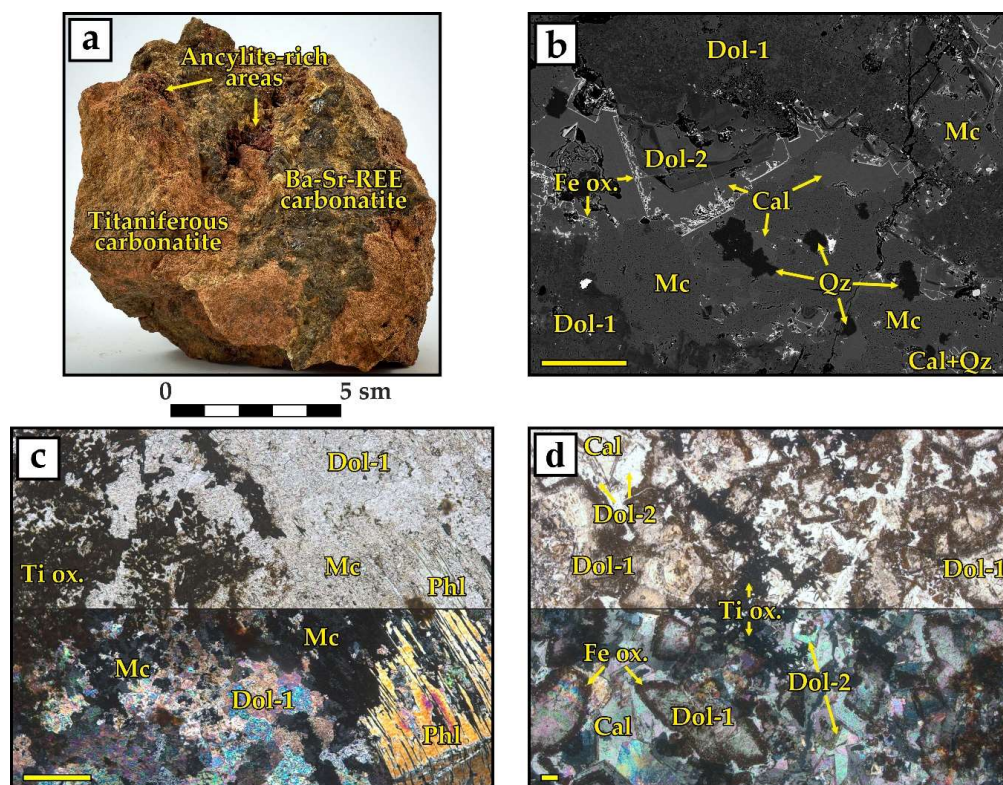 a
Ancylite-rich
areas
Ba-Sr-REE
carbonatite
Titaniferous
carbonatite
0 5 sm
b
Dol-1
Mc
Dol-2
Fe ox.
Cal
Mc
Qz
Dol-1
Mc
Cal+Qz
c
Dol-1
Mc
Ti ox.
Phl
Mc
Mc
Dol-1
Phl
d
Cal
Dol-2
Dol-1
Dol-1
Ti ox.
Fe ox.
Dol-2
Cal
Dol-1